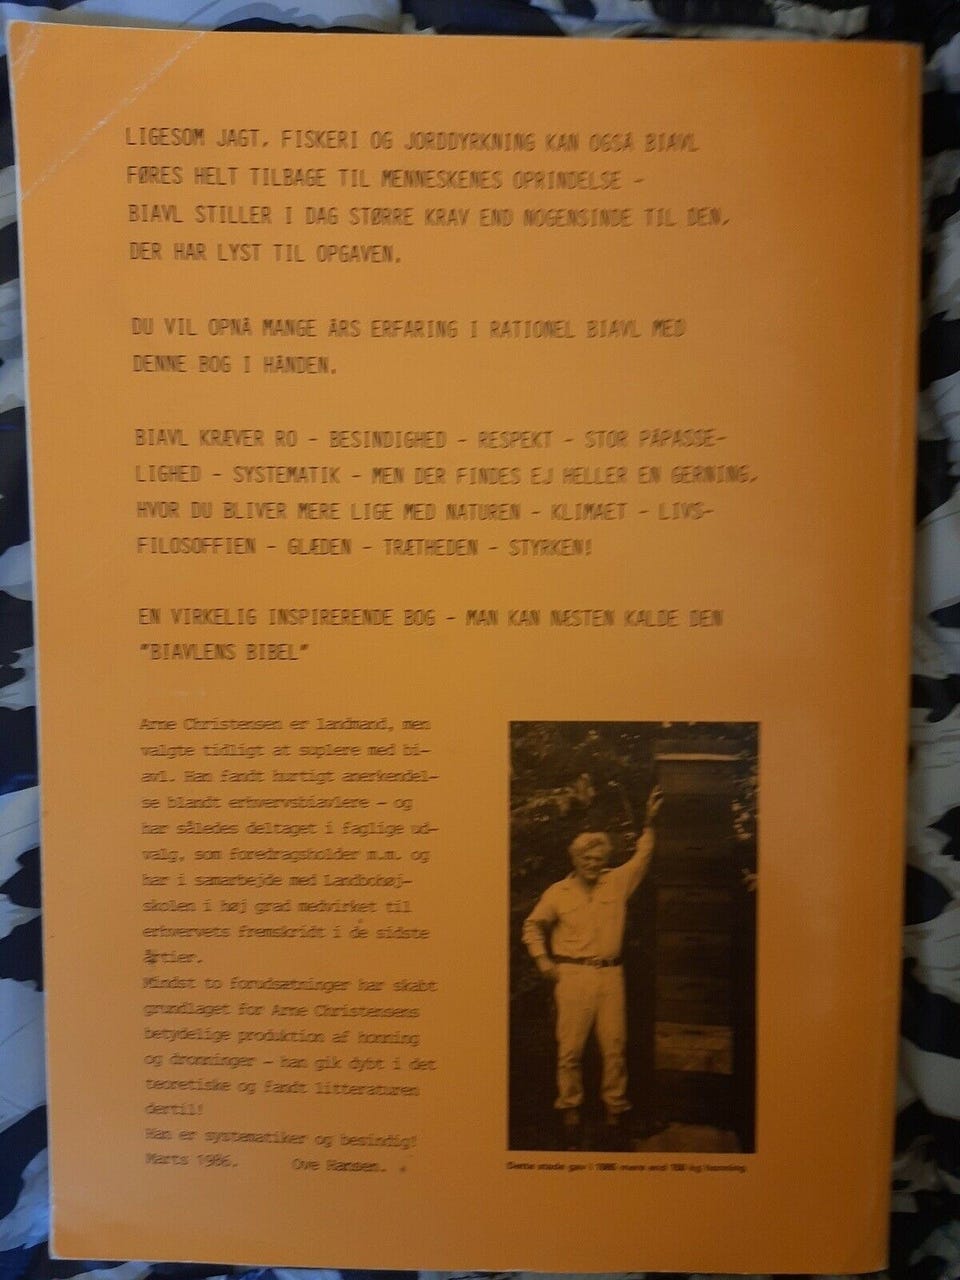 LIGESOM JAGT, FISKERI OG JORDDYRKNING KAN OGSÅ BIAVL
FØRES HELT TILBAGE TIL MENNESKENES OPRINDELSE -
BIAVL STILLER I DAG STØRRE KRAV END NOGENSINDE TIL DEN,
DER HAR LYST TIL OPGAVEN.
DU VIL OPNÅ MANGE ÅRS ERFARING I RATIONEL BIAVL MED
DENNE BOG I HÅNDEN.
BIAVL KRÆVER RO - BESINDIGHED - RESPEKT - STOR PÅPASSE-
LIGHED - SYSTEMATIK - MEN DER FINDES EJ HELLER EN GERNING,
HVOR DU BLIVER MERE LIGE MED NATUREN - KLIMAET - LIVS-
FILOSOFFIEN - GLÆDEN - TRÆTHEDEN - STYRKEN!
EN VIRKELIG INSPIRERENDE BOG - MAN KAN NÆSTEN KALDE DEN
"BIAVLENS BIBEL"
Arne Christensen er landmand, men
valgte tidligt at suplere med bi-
avl. Han fandt hurtigt anerkendel-
se blandt erhvervsbiavlere - og
har således deltaget i faglige ud-
valg, som foredragsholder m.m. og
har i samarbejde med Landbohøj-
skolen i høj grad medvirket til
erhvervets fremskridt i de sidste
årtier.
Mindst to forudsætninger har skabt
grundlaget for Arne Christensens
betydelige produktion af honning
og dronninger - han gik dybt i det
teoretiske og fandt litteraturen
dertil!
Han er systematiker og besindig!
Marts 1986. Ove Hansen.
Dette stade gav i 1985 mere end kg honning